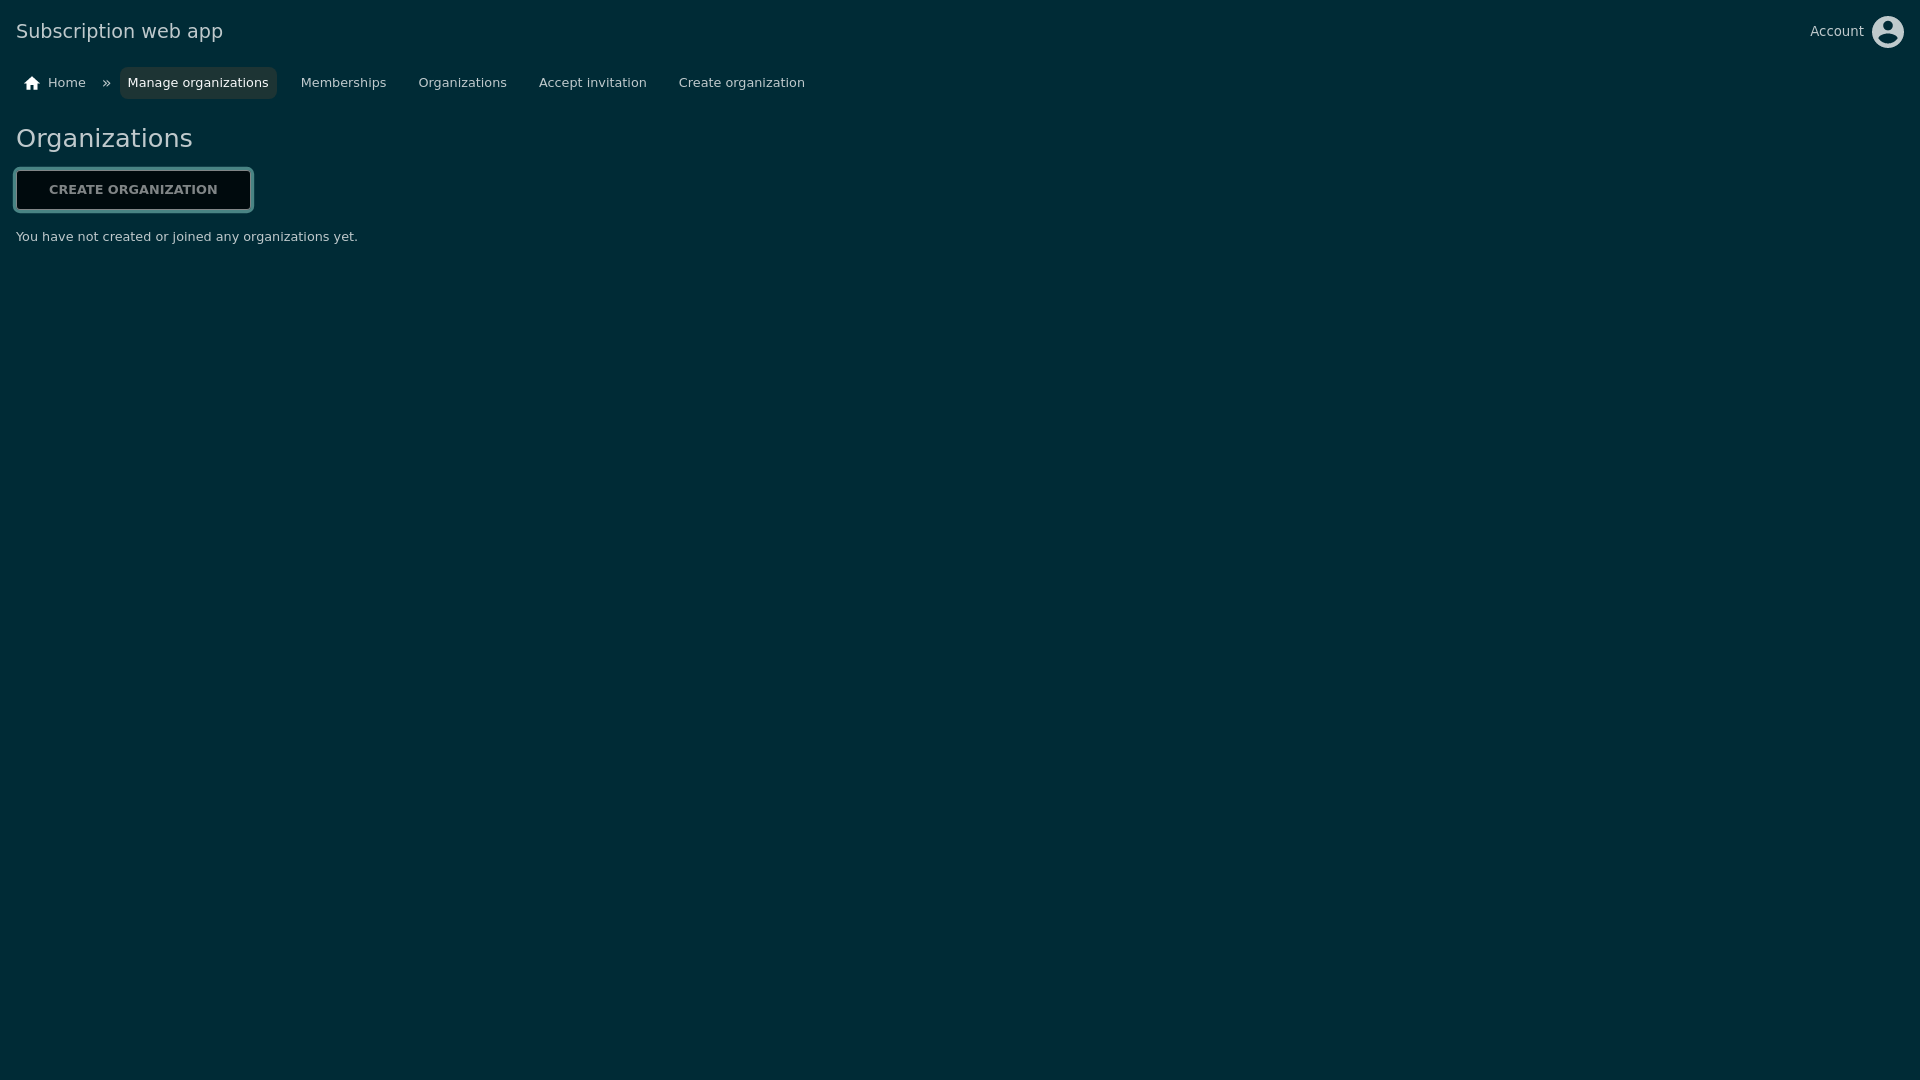 Subscription web app
Account
Home » Manage organizations Memberships Organizations Accept invitation Create organization
Organizations
CREATE ORGANIZATION
You have not created or joined any organizations yet.